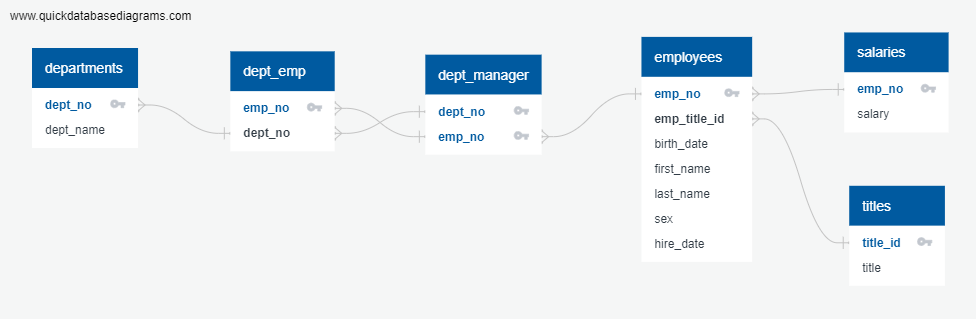 www.quickdatabasediagrams.com
departments
dept_no
dept_name
dept_emp
emp_no
dept_no
dept_manager
dept_no
emp_no
employees
emp_no
emp_title_id
birth_date
first_name
last_name
sex
hire_date
salaries
emp_no
salary
titles
title_id
title